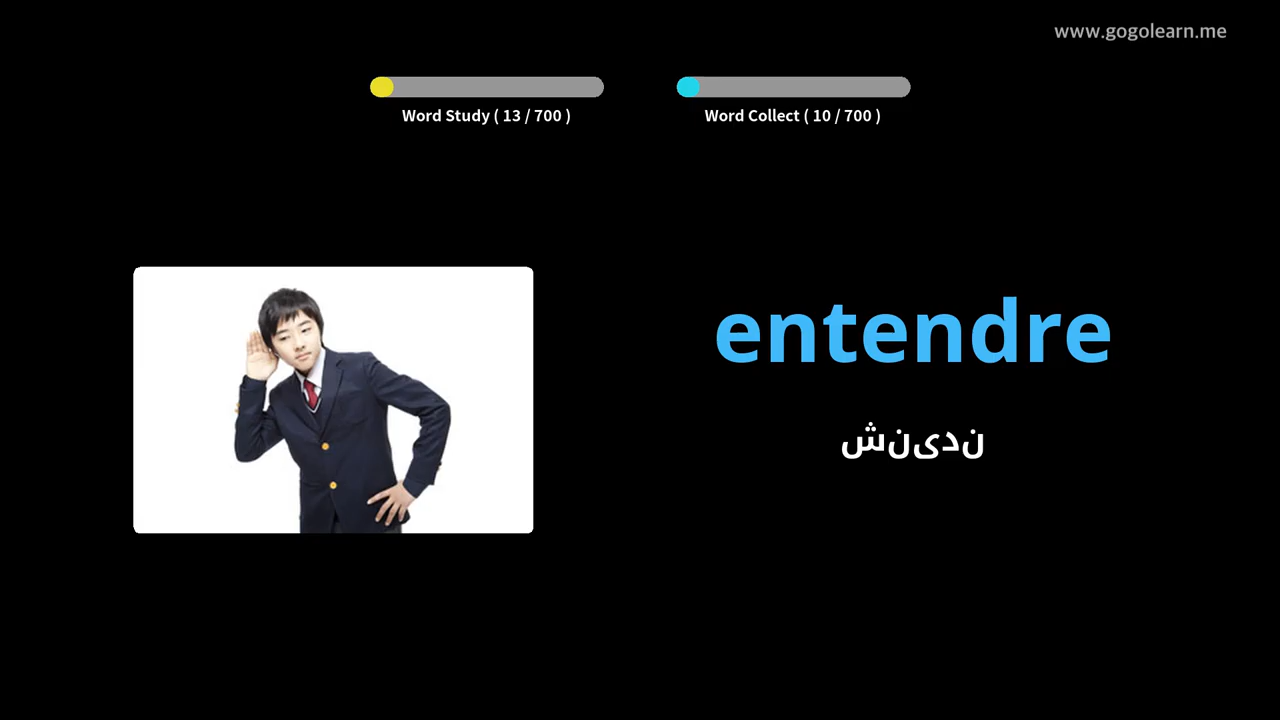 www.gogolearn.me
Word Study ( 13 / 700 )
Word Collect ( 10 / 700 )
entendre
شنیدن